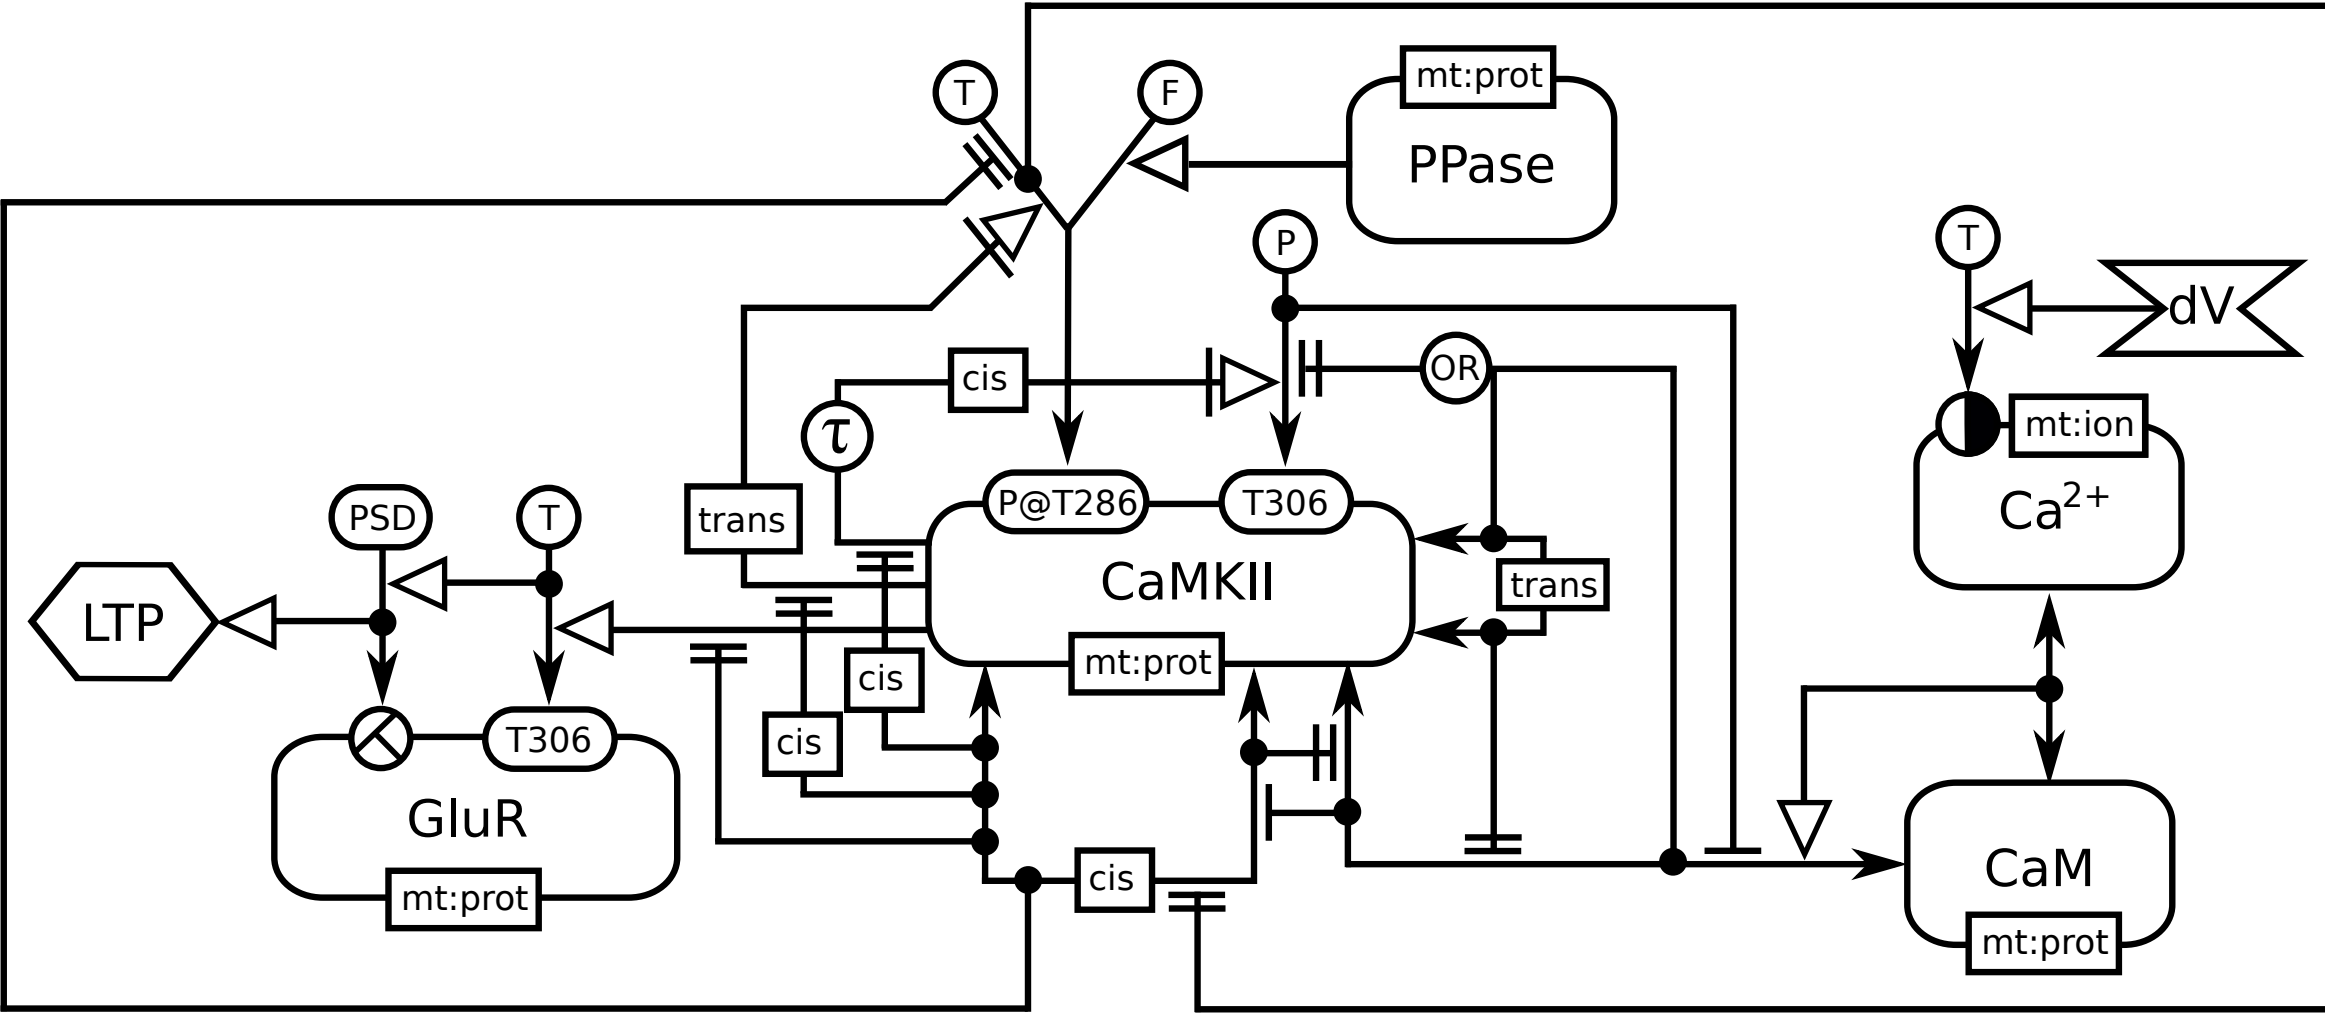 mt:prot
T
F
PPase
P
T
dV
OR
cis
τ
mt:ion
Ca2+
P@T286
T306
PSD
T
trans
CaMKII
trans
LTP
mt:prot
cis
T306
cis
GluR
cis
CaM
mt:prot
mt:prot